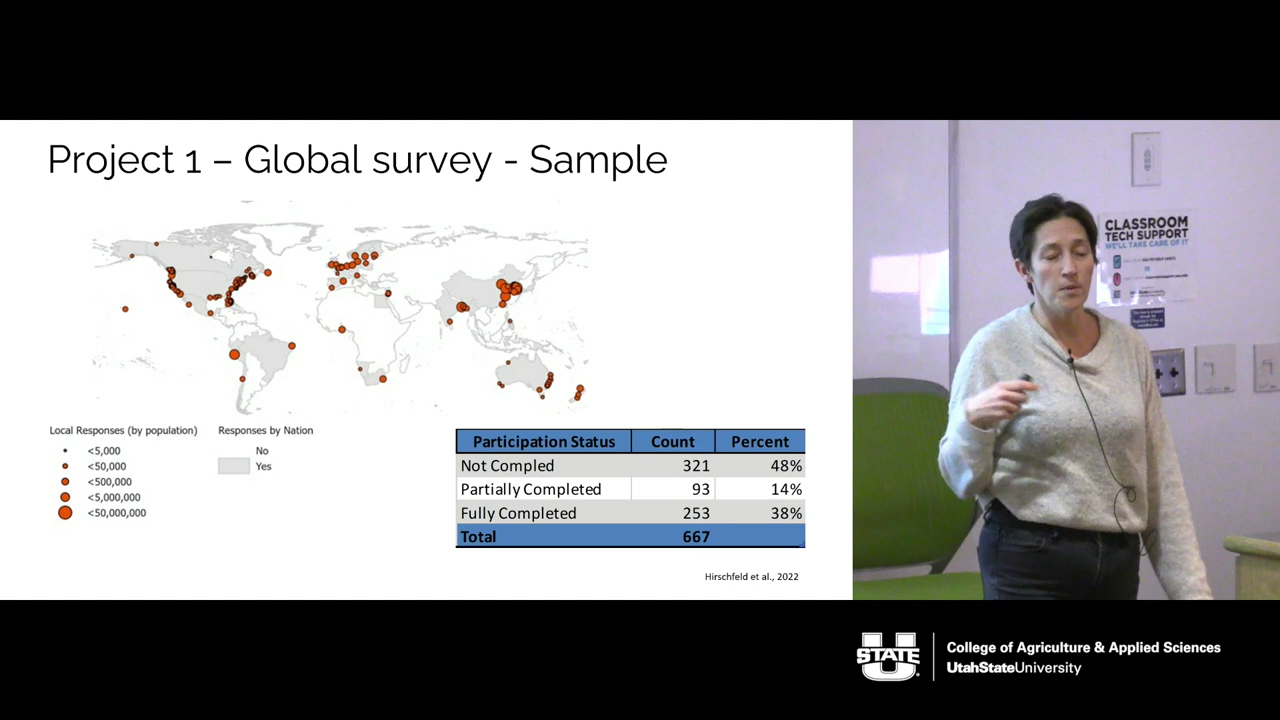 Project 1 – Global survey - Sample
Local Responses (by population)
<5,000
<50,000
<500,000
<5,000,000
<50,000,000
Responses by Nation
No
Yes
Participation Status Count Percent
Not Compled 321 48%
Partially Completed 93 14%
Fully Completed 253 38%
Total 667
Hirschfeld et al., 2022
CLASSROOM
TECH SUPPORT
WE'LL TAKE CARE OF IT
U STATE
College of Agriculture & Applied Sciences
UtahStateUniversity